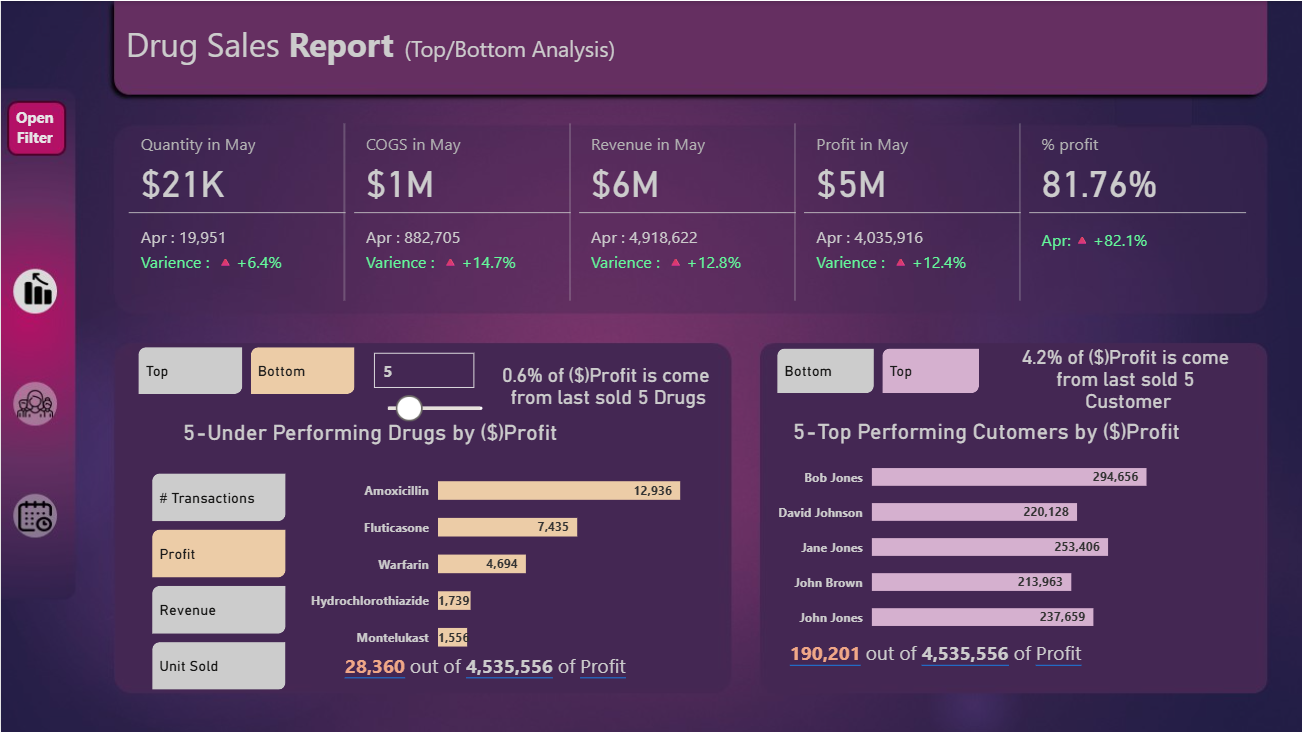 Drug Sales Report (Top/Bottom Analysis)
Open
Filter
Quantity in May
$21K
Apr : 19,951
Varience : +6.4%
COGS in May
$1M
Apr : 882,705
Varience : +14.7%
Revenue in May
$6M
Apr : 4,918,622
Varience : +12.8%
Profit in May
$5M
Apr : 4,035,916
Varience : +12.4%
% profit
81.76%
Apr: +82.1%
Top
Bottom
5
0.6% of ($)Profit is come
from last sold 5 Drugs
5-Under Performing Drugs by ($)Profit
# Transactions
Profit
Revenue
Unit Sold
Amoxicillin 12,936
Fluticasone 7,435
Warfarin 4,694
Hydrochlorothiazide 1,739
Montelukast 1,556
28,360 out of 4,535,556 of Profit
Bottom
Top
4.2% of ($)Profit is come
from last sold 5
Customer
5-Top Performing Cutomers by ($)Profit
Bob Jones 294,656
David Johnson 220,128
Jane Jones 253,406
John Brown 213,963
John Jones 237,659
190,201 out of 4,535,556 of Profit